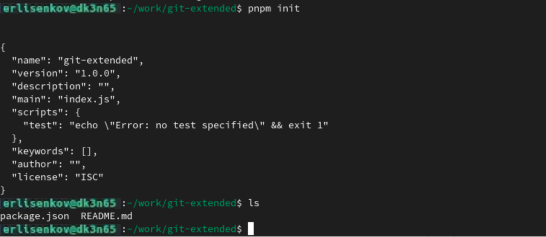 erlisenkov@dk3n65:~/work/git-extended$ pnpm init
{
  "name": "git-extended",
  "version": "1.0.0",
  "description": "",
  "main": "index.js",
  "scripts": {
    "test": "echo \"Error: no test specified\" && exit 1"
  },
  "keywords": [],
  "author": "",
  "license": "ISC"
}
erlisenkov@dk3n65:~/work/git-extended$ ls
package.json  README.md
erlisenkov@dk3n65:~/work/git-extended$